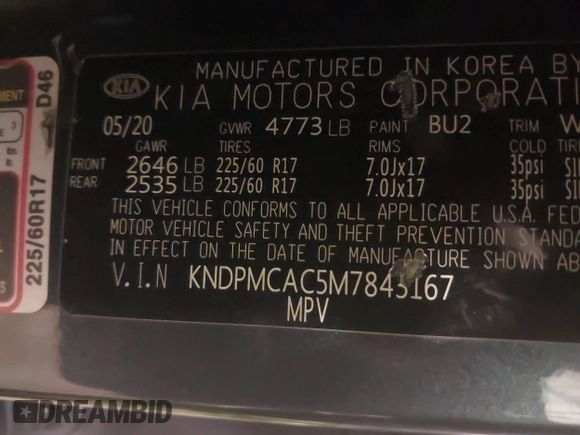 MANUFACTURED IN KOREA BY
KIA KIA MOTORS CORPORATI
05/20 GVWR 4773 LB PAINT BU2 TRIM W
GAWR TIRES RIMS COLD
FRONT 2646 LB 225/60 R17 7.0Jx17 35psi
REAR 2535 LB 225/60 R17 7.0Jx17 35psi
THIS VEHICLE CONFORMS TO ALL APPLICABLE U.S.A. FED
MOTOR VEHICLE SAFETY AND THEFT PREVENTION STANDA
IN EFFECT ON THE DATE OF MANUFACTURE SHOWN AB
V.I.N KNDPMCAC5M7843167
MPV
D46
225/60R17
DREAMBID